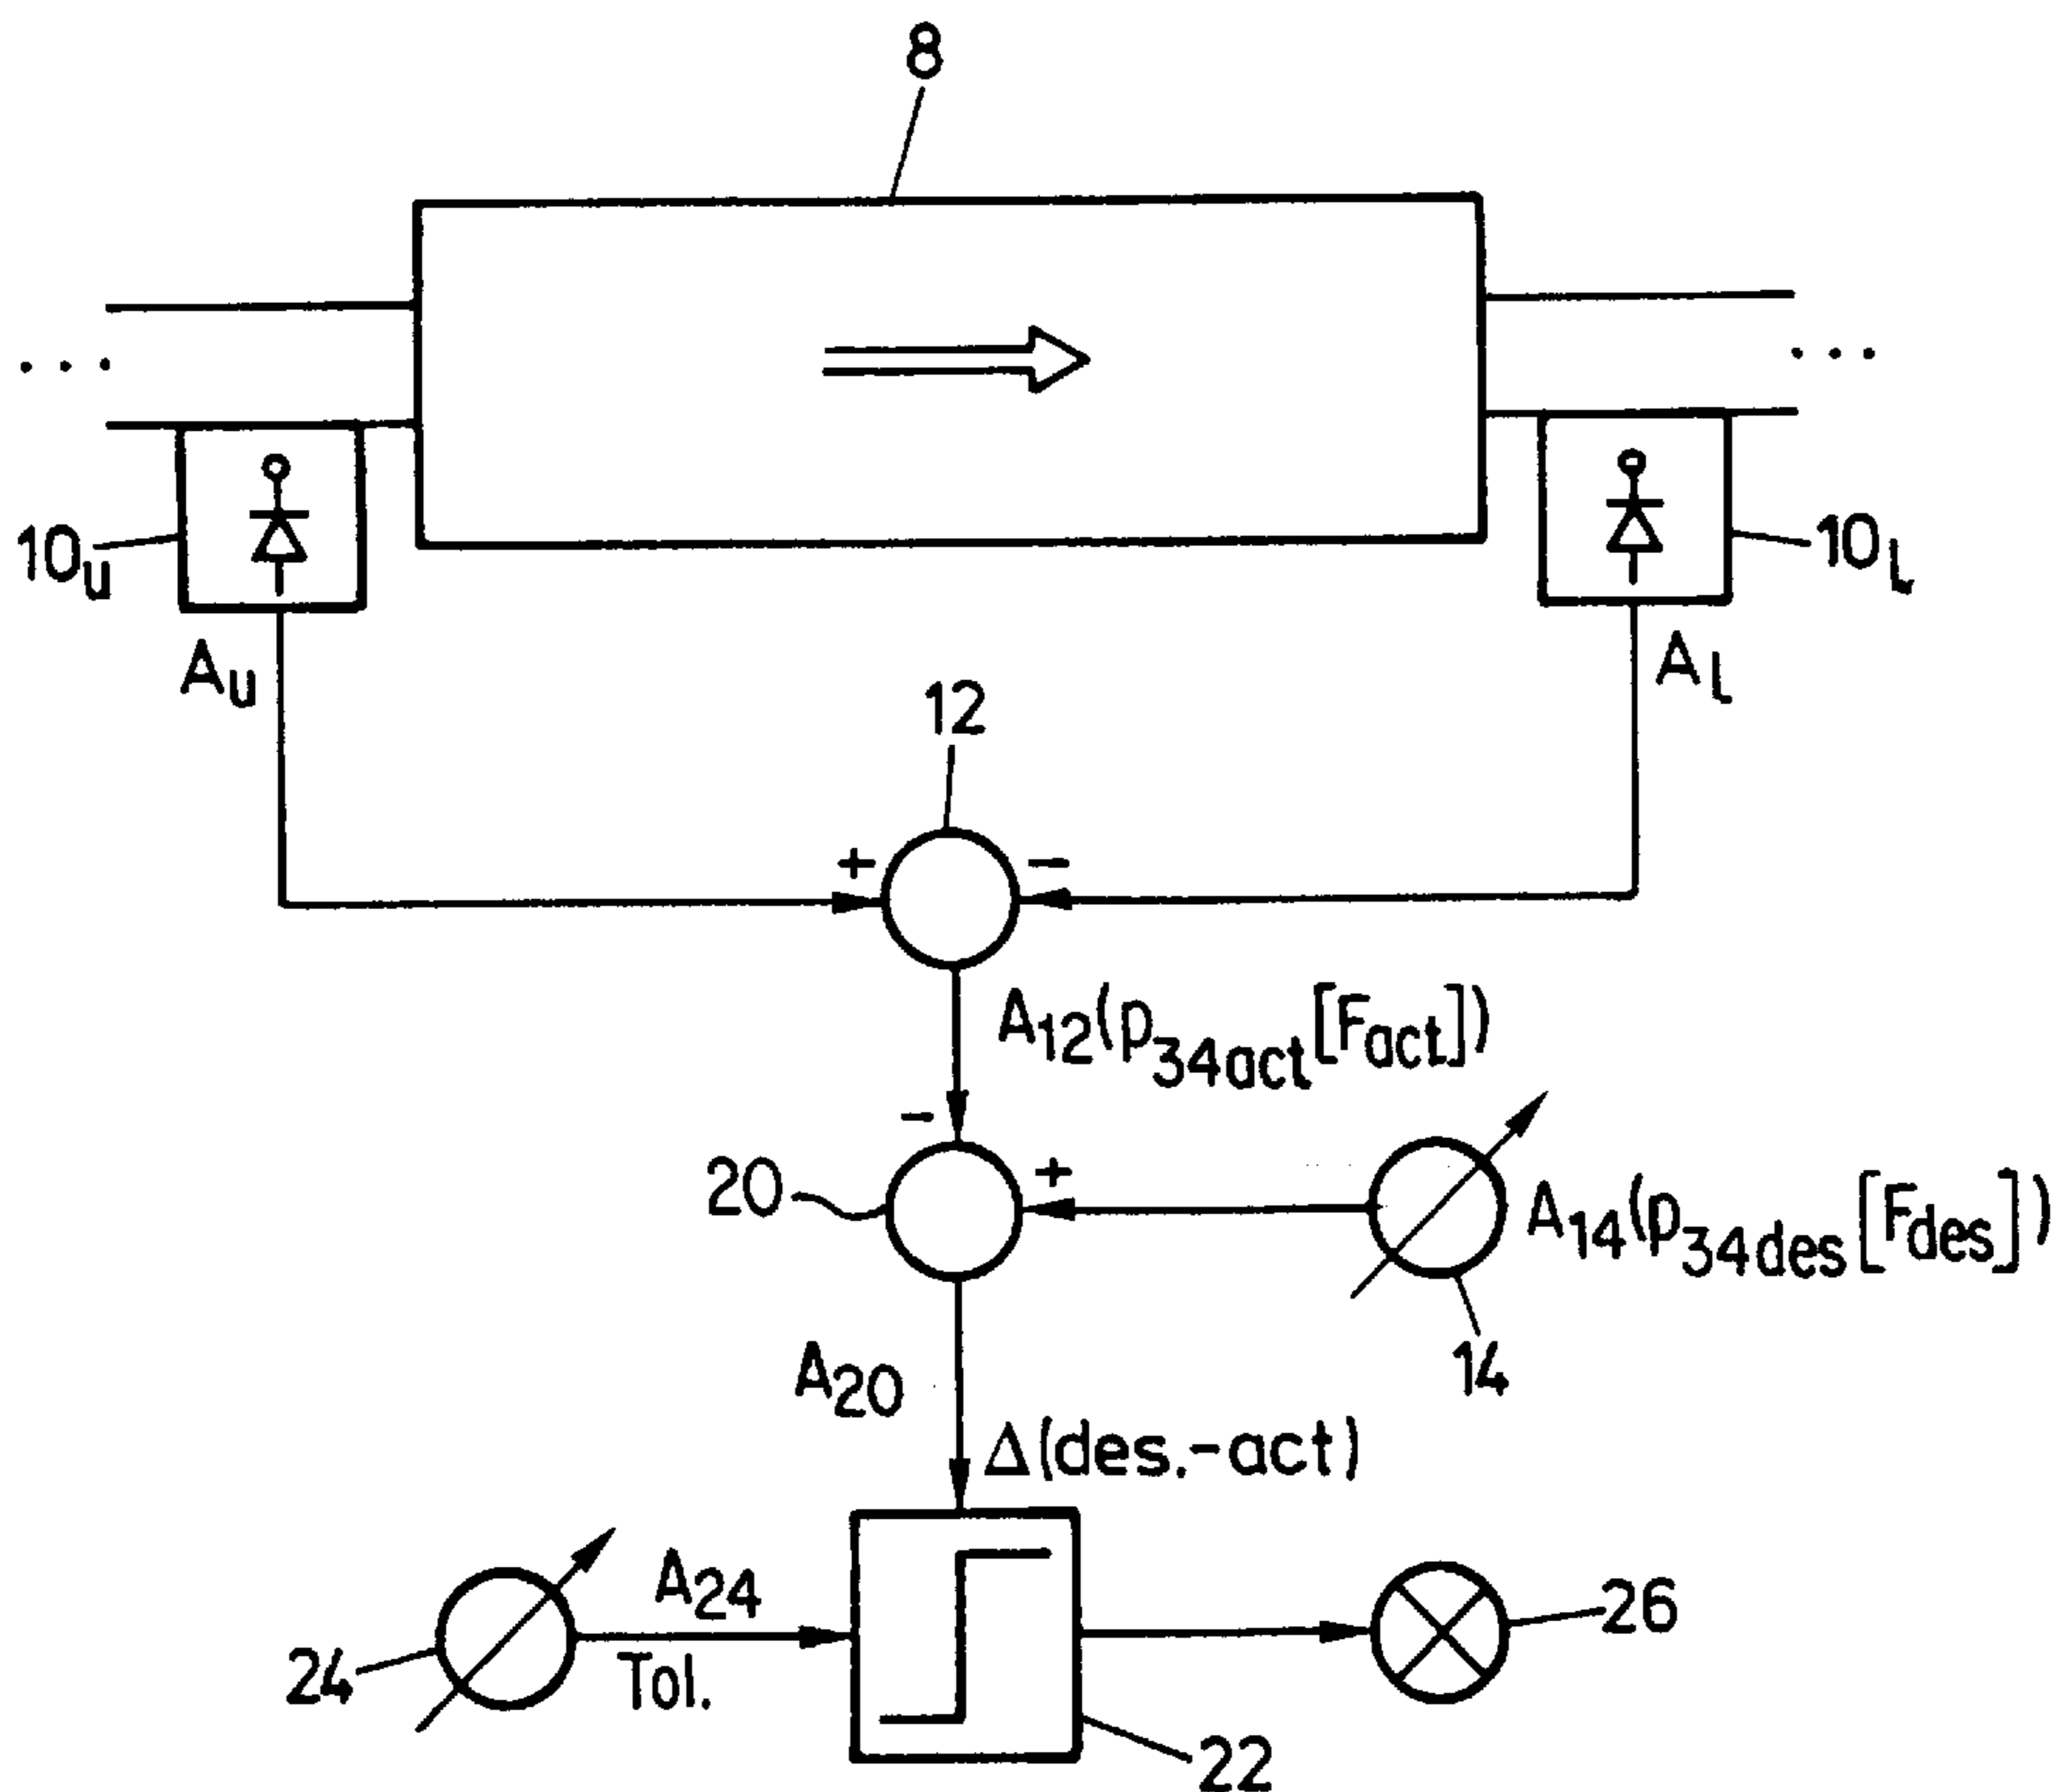 8
... ...
10u 10l
Au Al
12
+ -
A12(p34act[Fact])
-
20 + A14(p34des[Fdes])
14
A20
Δ(des.-act)
A24
24 Tol. 26
22